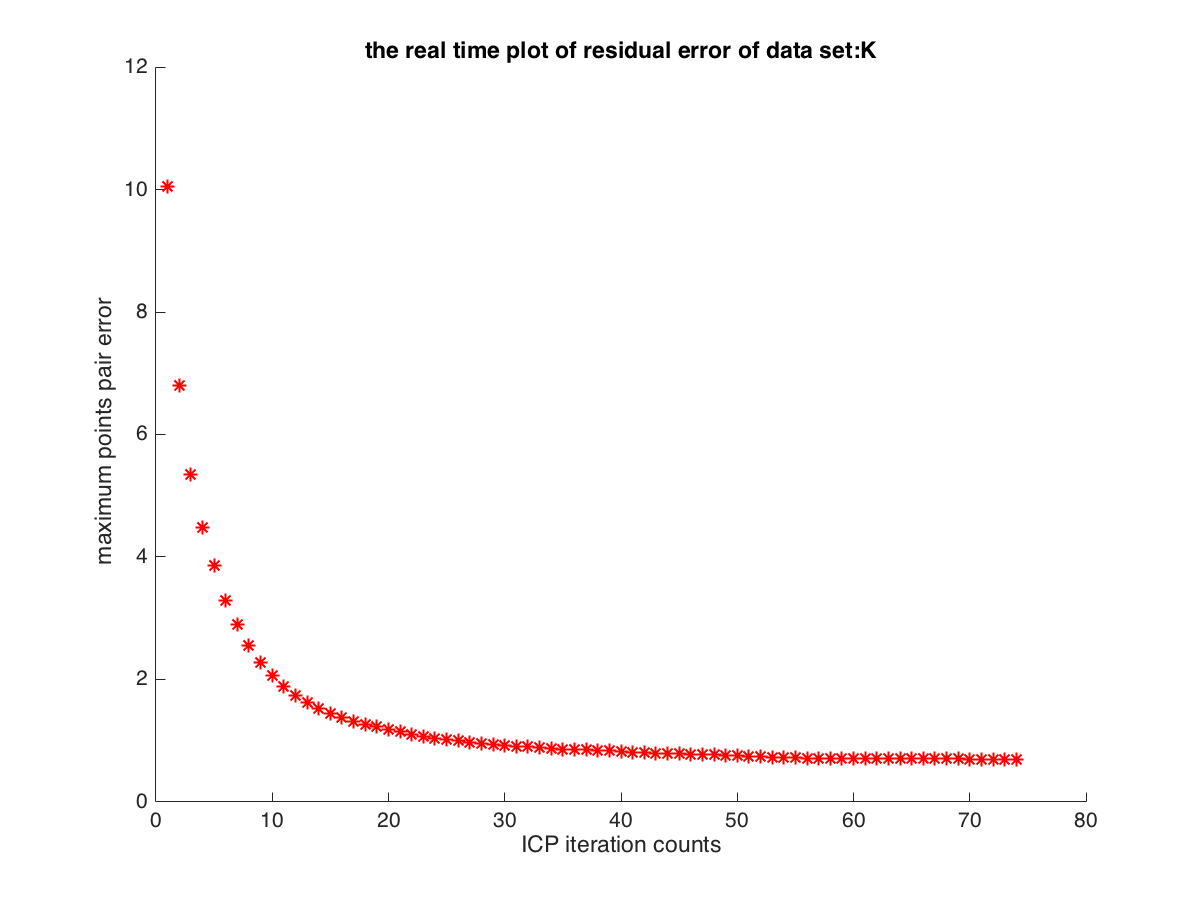 the real time plot of residual error of data set:K
12
10
8
6
4
2
0
maximum points pair error
0 10 20 30 40 50 60 70 80
ICP iteration counts